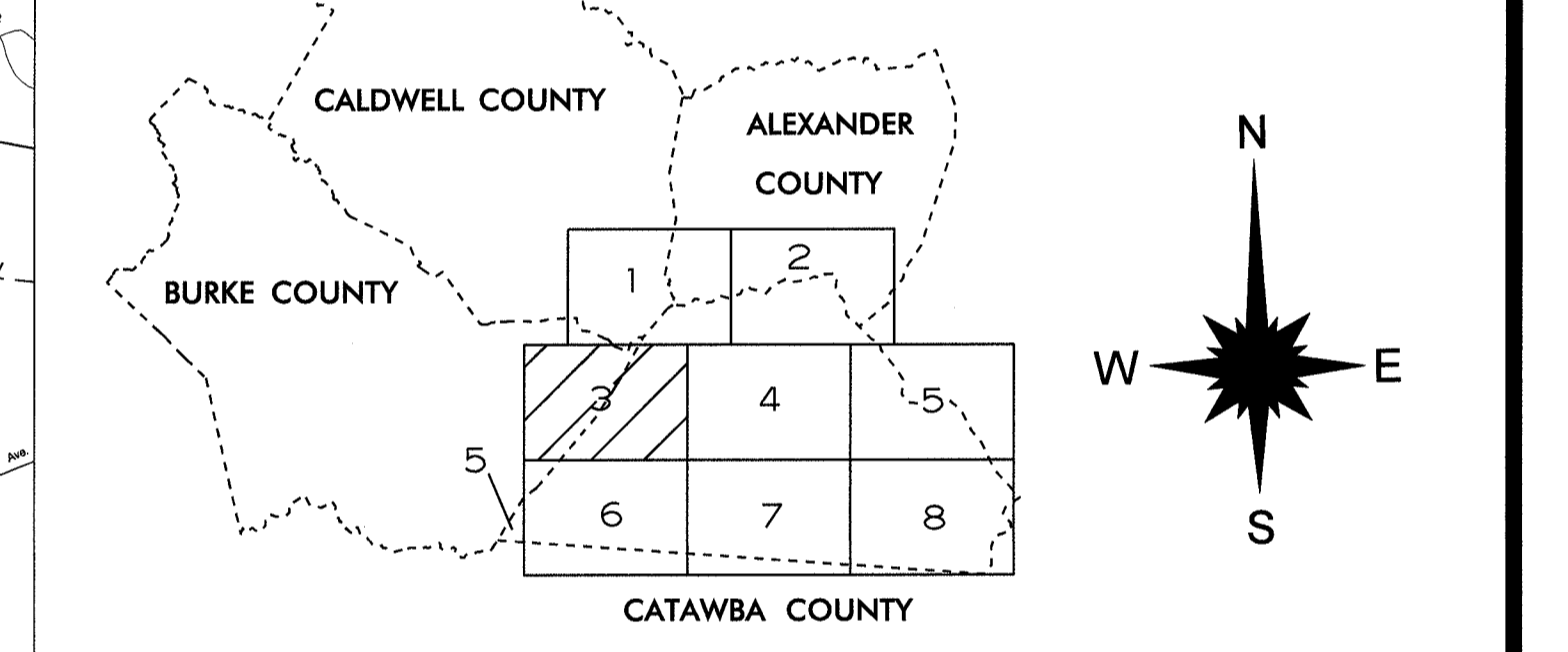 CALDWELL COUNTY
ALEXANDER
COUNTY
N
BURKE COUNTY
1
2
W
E
3
4
5
5
6
7
8
S
CATAWBA COUNTY
Ave.